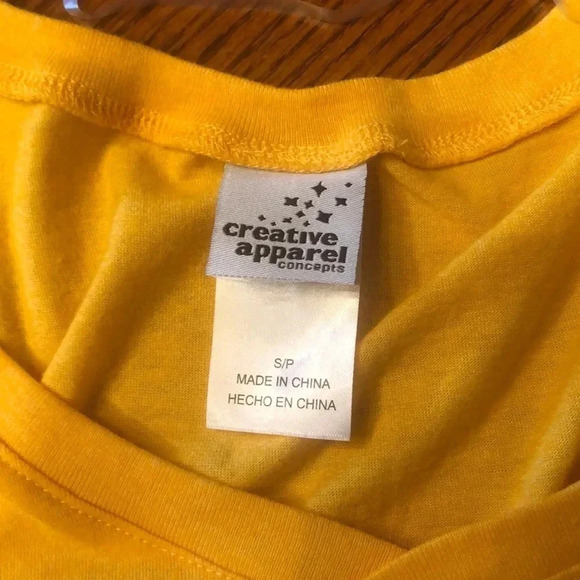 creative
apparel
concepts
S/P
MADE IN CHINA
HECHO EN CHINA